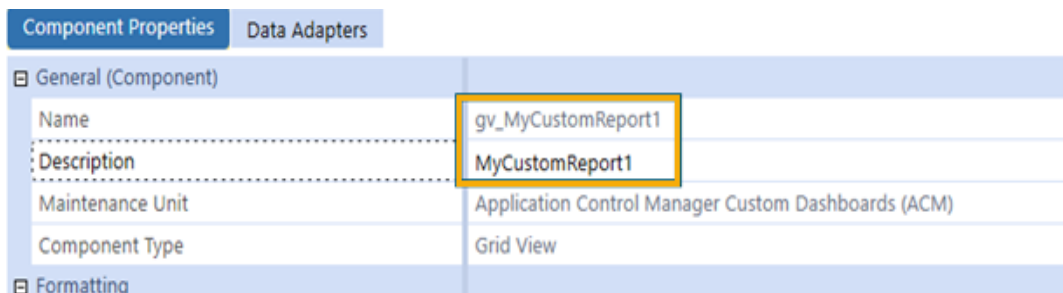 Component Properties Data Adapters
General (Component)
Name gv_MyCustomReport1
Description MyCustomReport1
Maintenance Unit Application Control Manager Custom Dashboards (ACM)
Component Type Grid View
Formatting